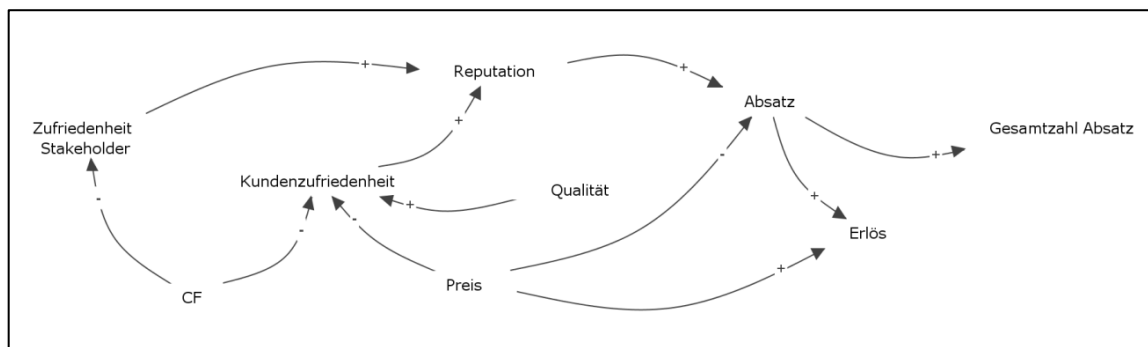 Reputation
+
+
Absatz
Zufriedenheit
Stakeholder
+
Gesamtzahl Absatz
-
+
Kundenzufriedenheit
Qualität
+
-
-
-
+
Erlös
CF
Preis
+